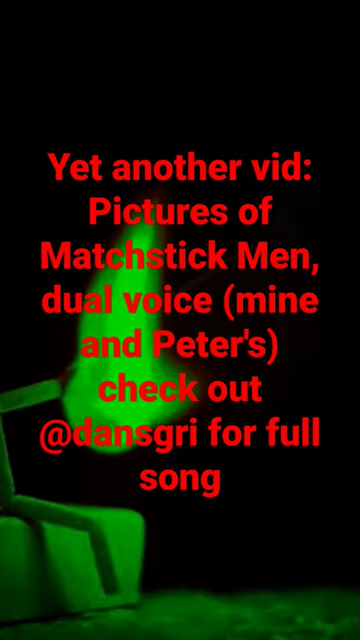 Yet another vid:
Pictures of
Matchstick Men,
dual voice (mine
and Peter's)
check out
@dansgri for full
song